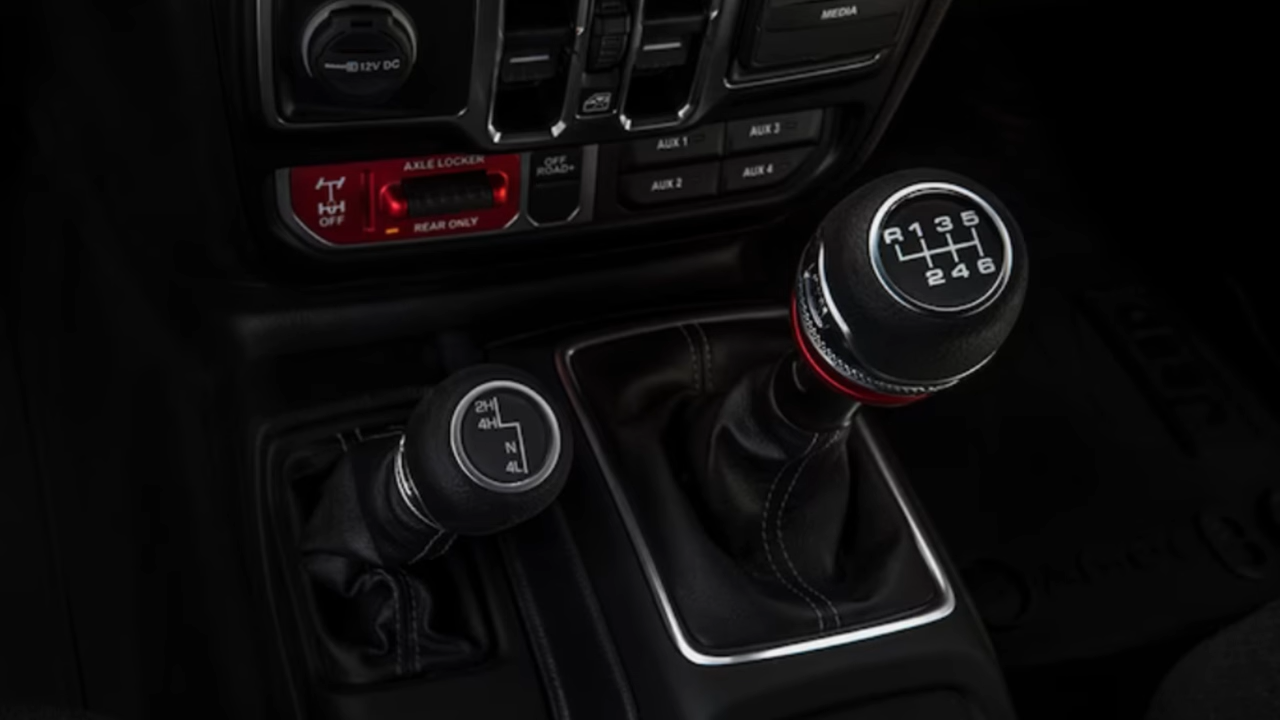 MEDIA
12V DC
AXLE LOCKER
OFF
REAR ONLY
OFF
ROAD+
AUX 1
AUX 3
AUX 2
AUX 4
R 1 3 5
2 4 6
2H
4H
N
4L